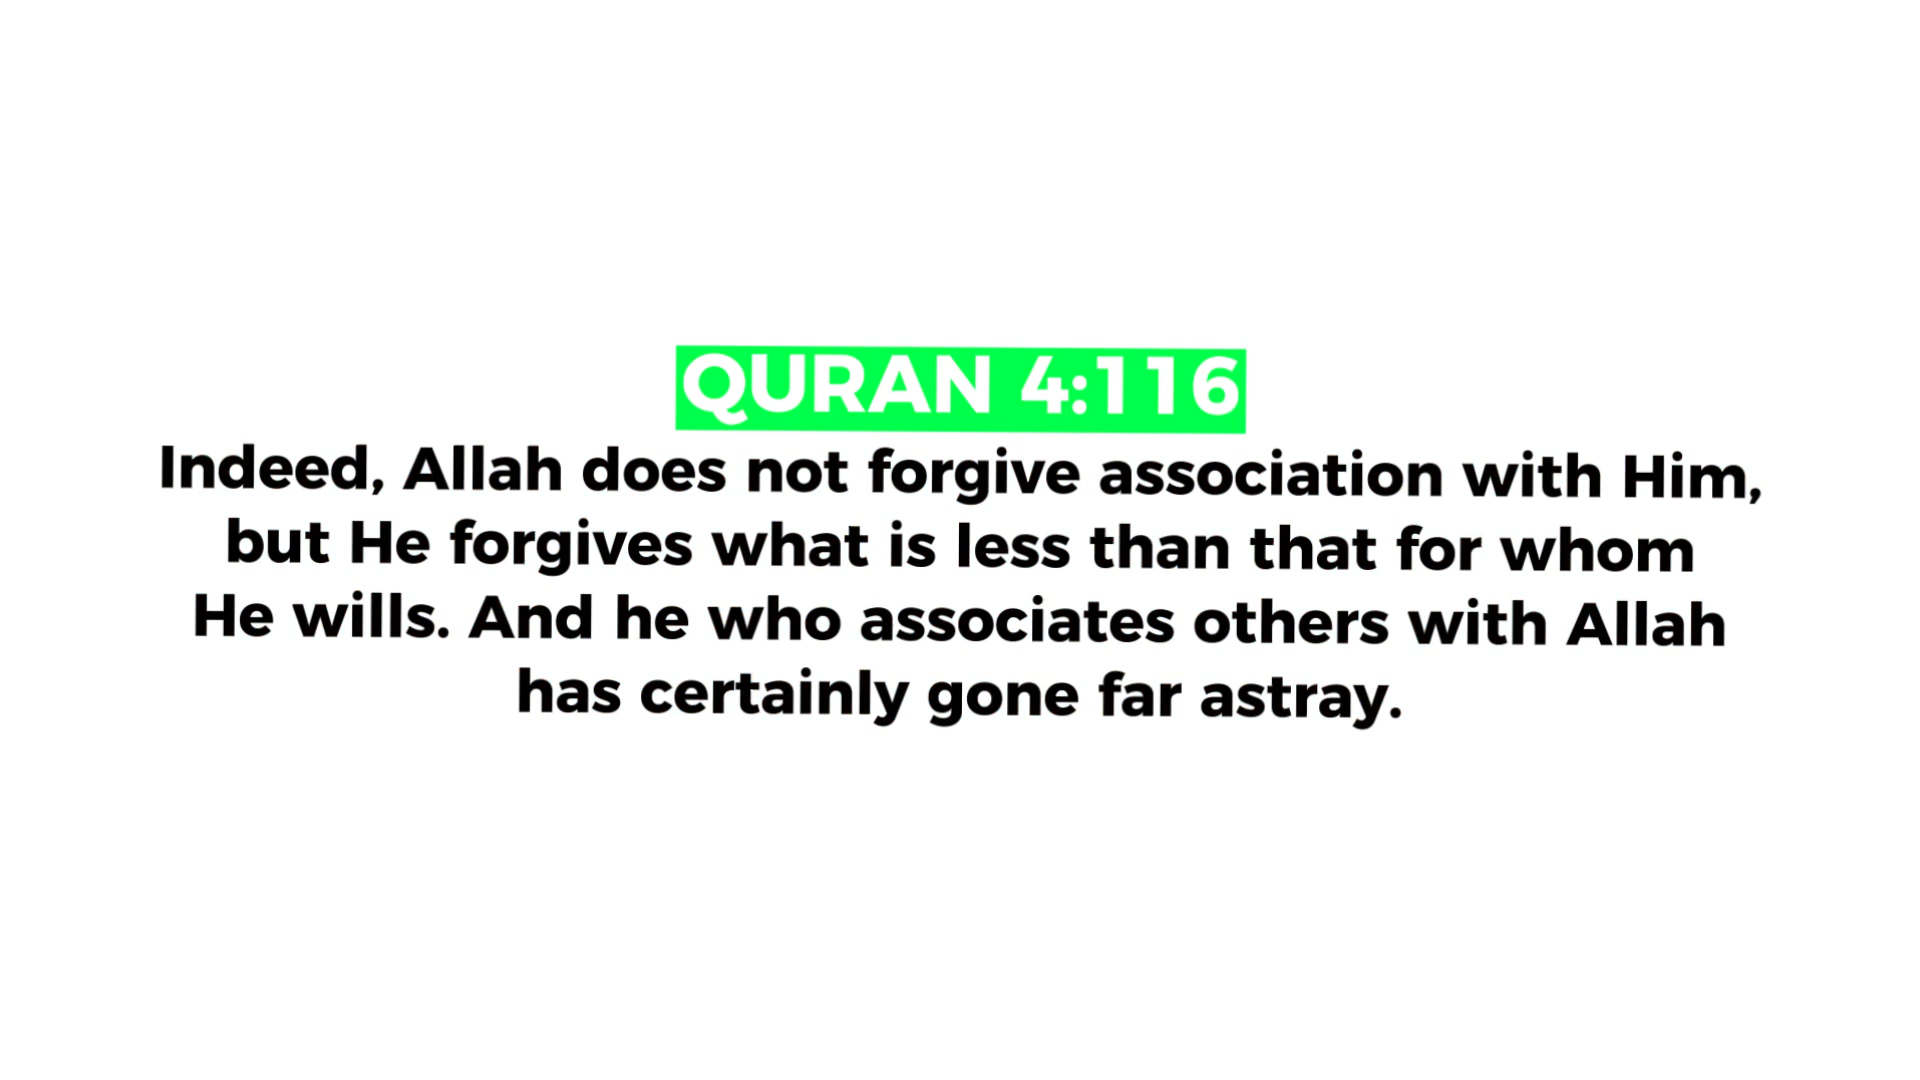 QURAN 4:116
Indeed, Allah does not forgive association with Him,
but He forgives what is less than that for whom
He wills. And he who associates others with Allah
has certainly gone far astray.